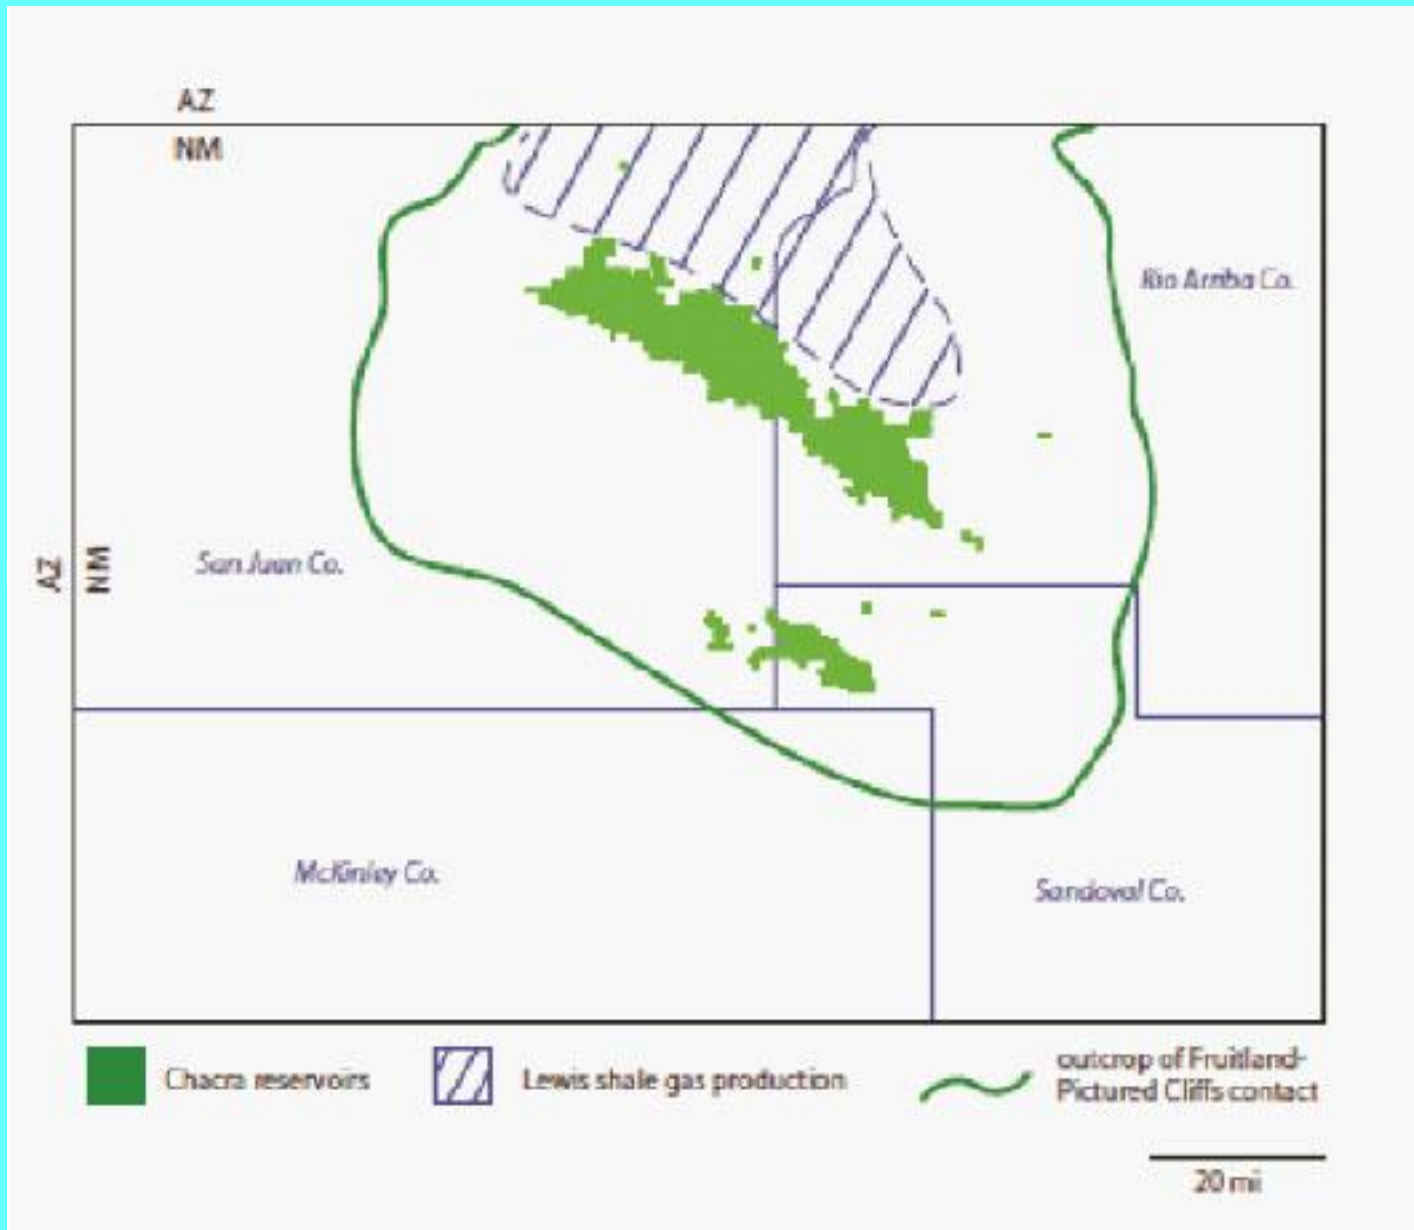 AZ
NM
Rio Arriba Co.
San Juan Co.
AZ
NM
McKinley Co.
Sandoval Co.
Chacra reservoirs
Lewis shale gas production
outcrop of Fruitland-
Pictured Cliffs contact
20 mi